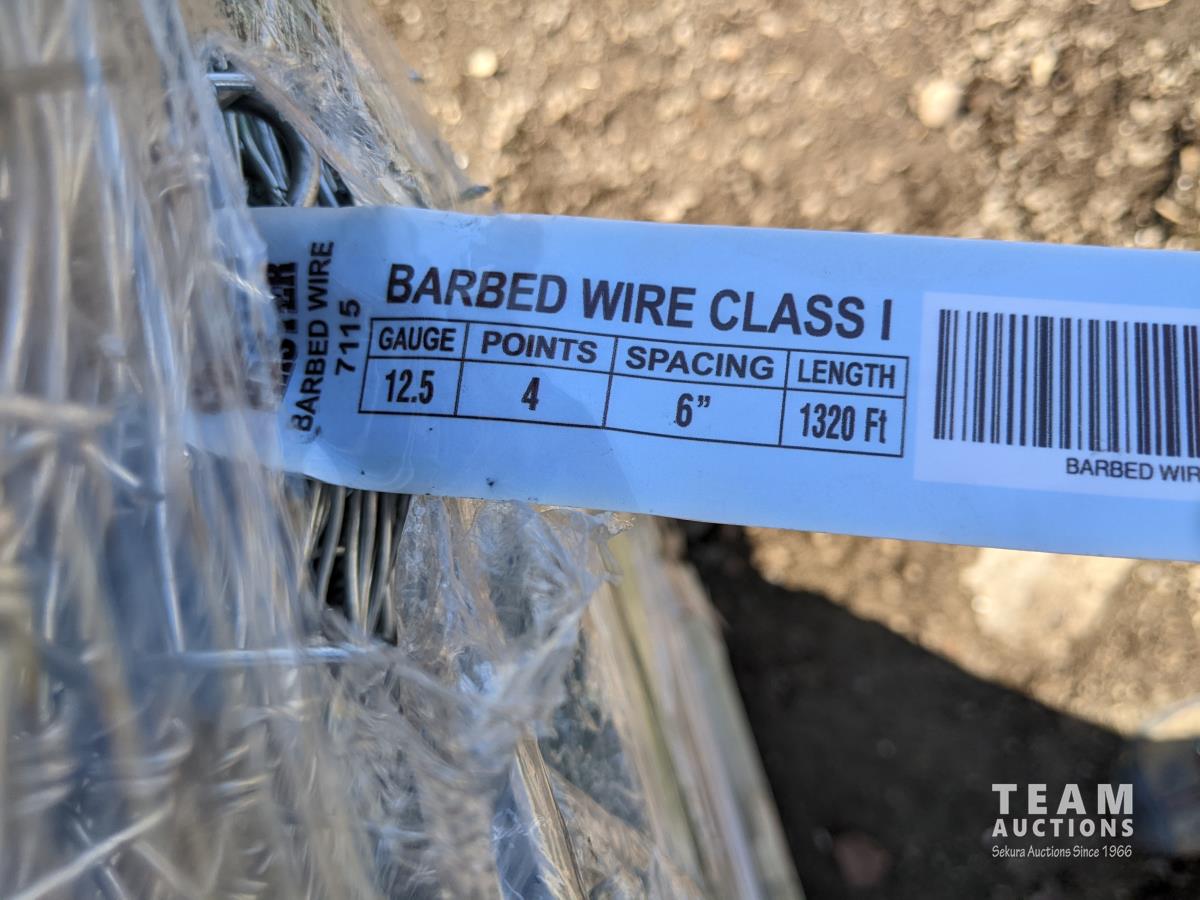 BARBED WIRE
7115
BARBED WIRE CLASS I
GAUGE POINTS SPACING LENGTH
12.5 4 6” 1320 Ft
BARBED WIR
TEAM
AUCTIONS
Sekura Auctions Since 1966